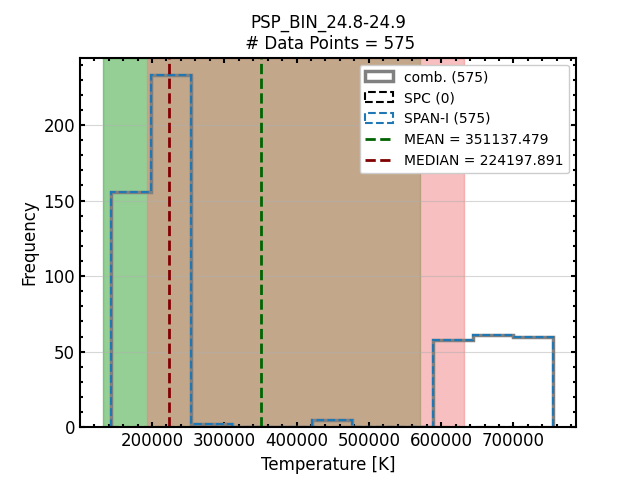 PSP_BIN_24.8-24.9
# Data Points = 575
comb. (575)
SPC (0)
SPAN-I (575)
MEAN = 351137.479
MEDIAN = 224197.891
Frequency
200
150
100
50
0
200000 300000 400000 500000 600000 700000
Temperature [K]